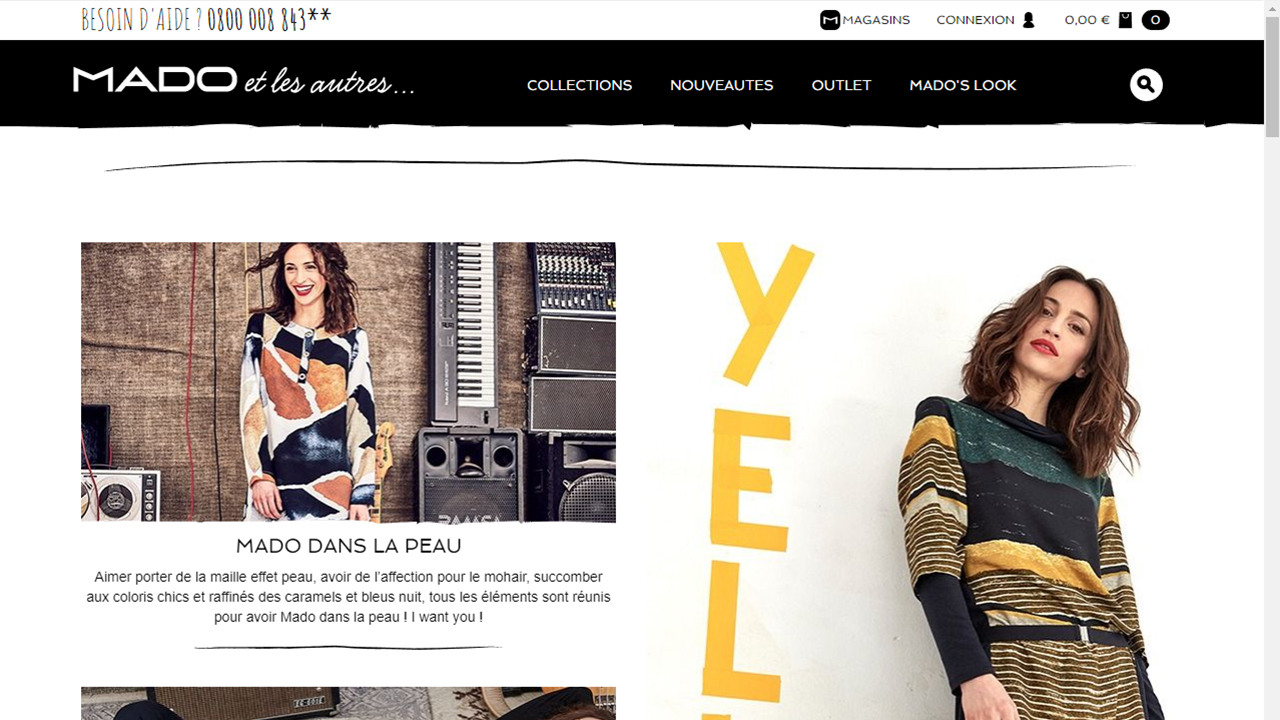 BESOIN D'AIDE ? 0800 008 843**
MAGASINS
CONNEXION
0,00 €
0
MADO et les autres...
COLLECTIONS
NOUVEAUTES
OUTLET
MADO'S LOOK
MADO DANS LA PEAU
Aimer porter de la maille effet peau, avoir de l'affection pour le mohair, succomber
aux coloris chics et raffinés des caramels et bleus nuit, tous les éléments sont réunis
pour avoir Mado dans la peau ! I want you !
Y
E
L